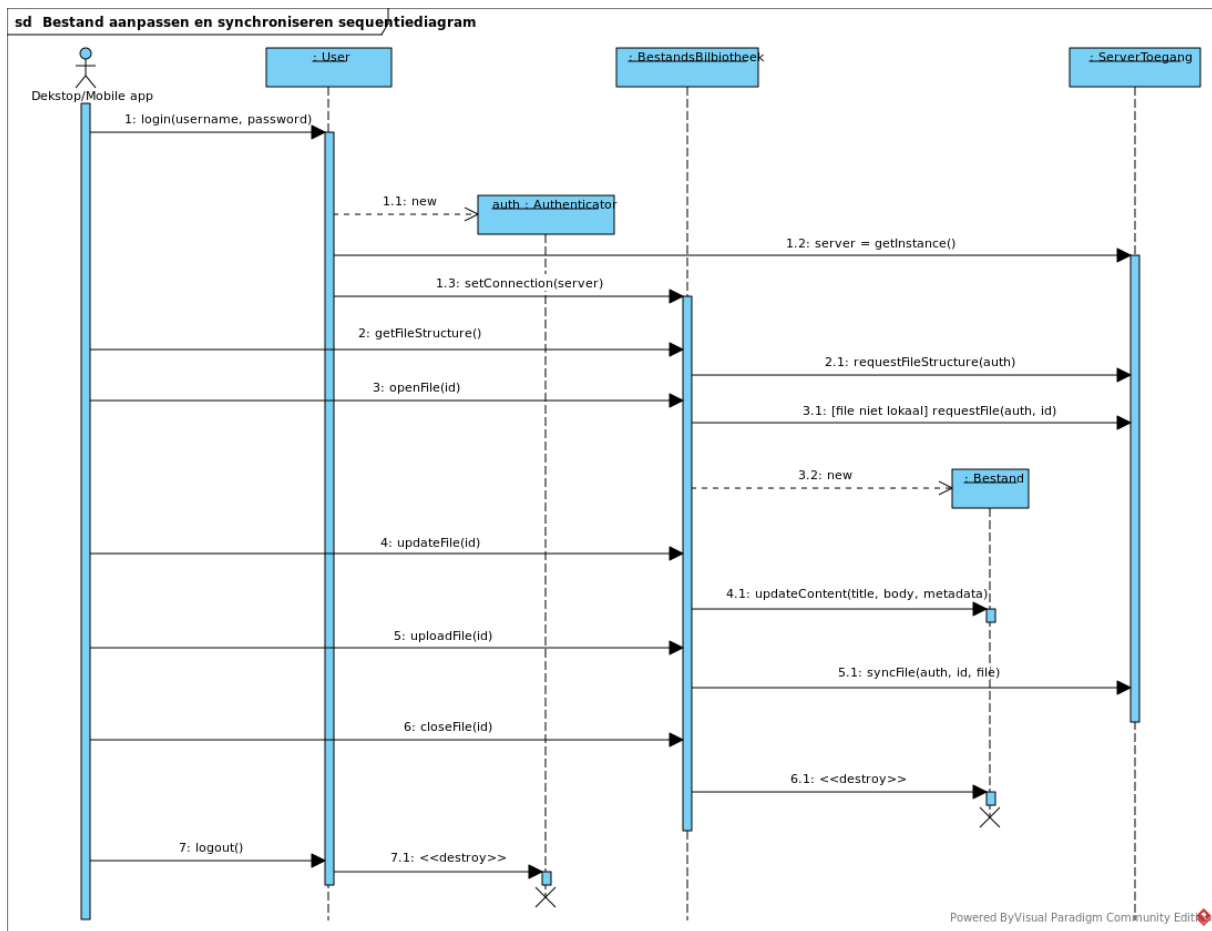 sd Bestand aanpassen en synchroniseren sequentiediagram
: User
: BestandsBilbiotheek
: ServerToegang
Dekstop/Mobile app
1: login(username, password)
1.1: new
auth : Authenticator
1.2: server = getInstance()
1.3: setConnection(server)
2: getFileStructure()
2.1: requestFileStructure(auth)
3: openFile(id)
3.1: [file niet lokaal] requestFile(auth, id)
3.2: new
: Bestand
4: updateFile(id)
4.1: updateContent(title, body, metadata)
5: uploadFile(id)
5.1: syncFile(auth, id, file)
6: closeFile(id)
6.1: <<destroy>>
7: logout()
7.1: <<destroy>>
Powered ByVisual Paradigm Community Edition